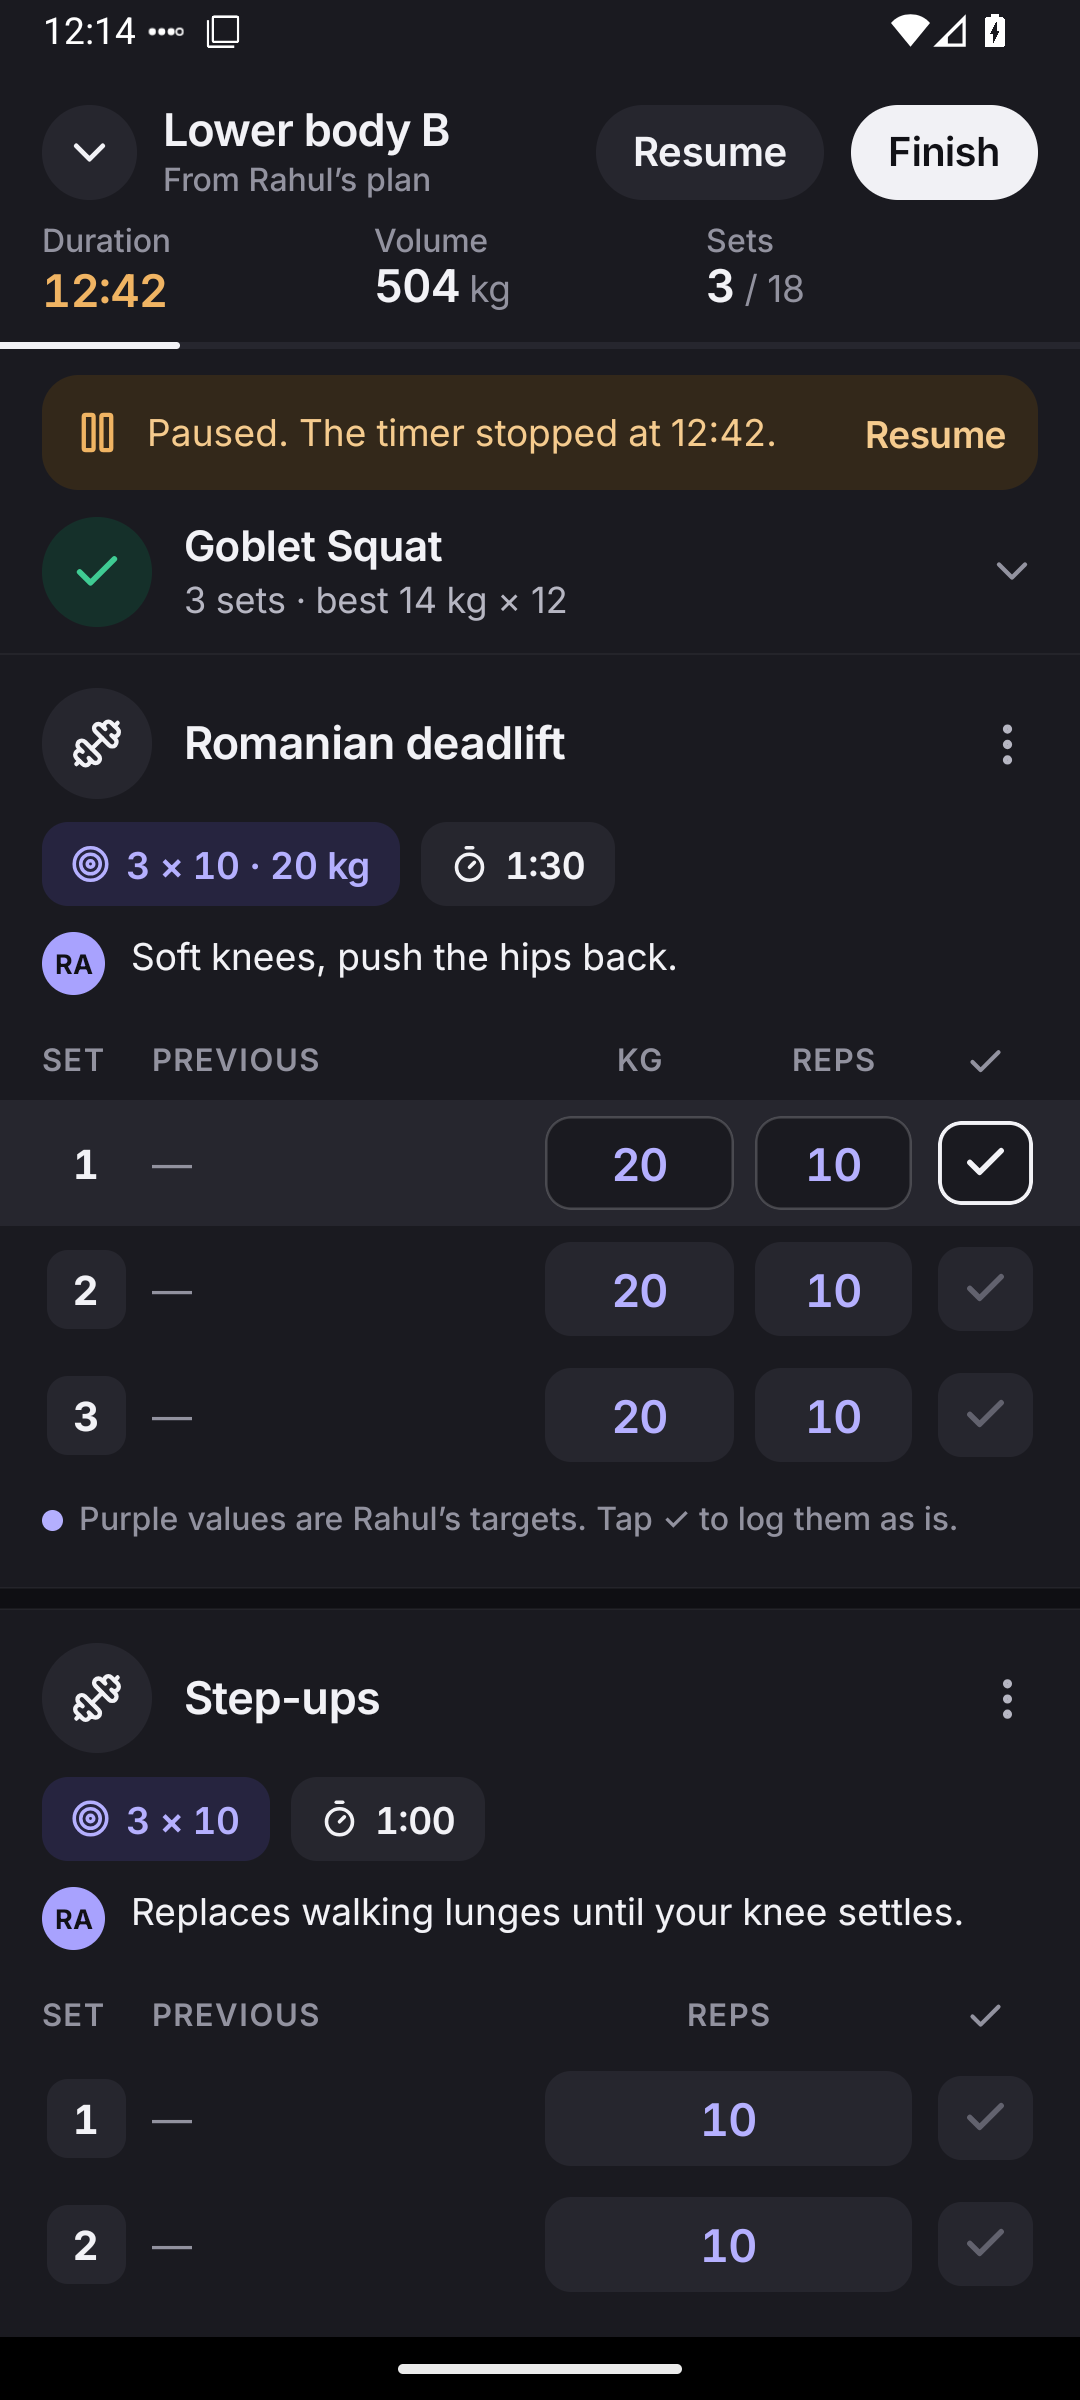 12:14
Lower body B
From Rahul's plan
Resume
Finish
Duration
Volume
Sets
12:42
504 kg
3 / 18
Paused. The timer stopped at 12:42.
Resume
Goblet Squat
3 sets · best 14 kg × 12
Romanian deadlift
3 × 10 · 20 kg
1:30
RA
Soft knees, push the hips back.
SET PREVIOUS KG REPS ✓
1 — 20 10 ✓
2 — 20 10 ✓
3 — 20 10 ✓
Purple values are Rahul's targets. Tap ✓ to log them as is.
Step-ups
3 × 10
1:00
RA
Replaces walking lunges until your knee settles.
SET PREVIOUS REPS ✓
1 — 10 ✓
2 — 10 ✓